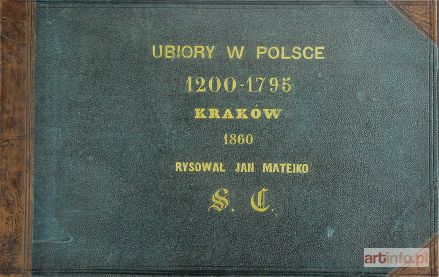 UBIORY W POLSCE
1200-1795
KRAKÓW
1860
RYSOWAŁ JAN MATEJKO
S. C.
artinfo.pl